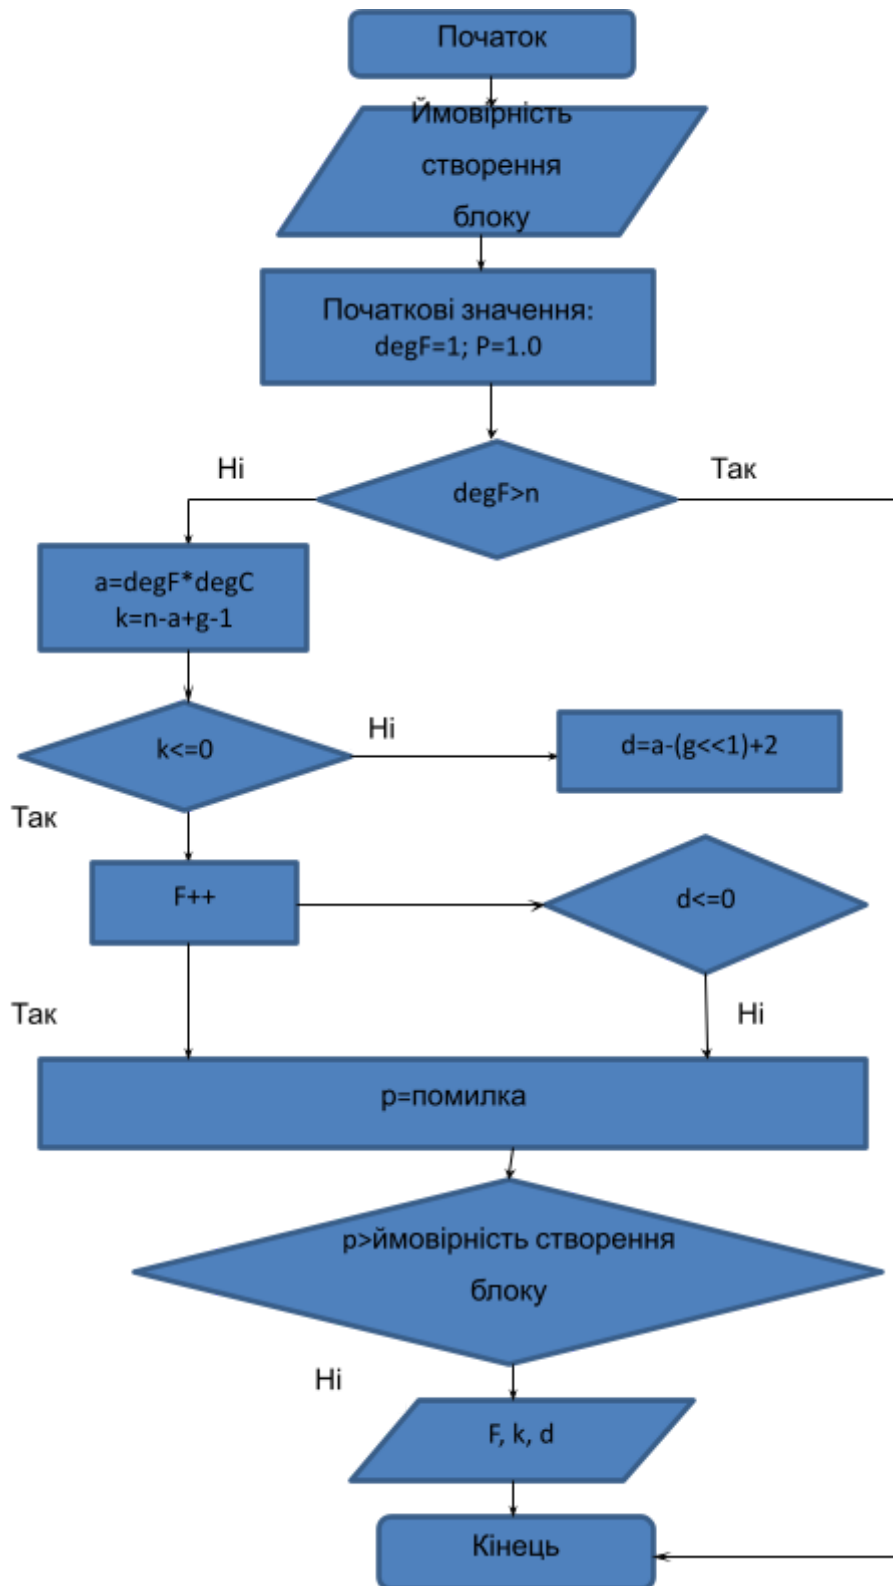 Початок
Ймовірність
створення
блоку
Початкові значення:
degF=1; P=1.0
Ні
Так
degF>n
a=degF*degC
k=n-a+g-1
k<=0
Ні
d=a-(g<<1)+2
Так
F++
d<=0
Так
Ні
p=помилка
p>ймовірність створення
блоку
Ні
F, k, d
Кінець